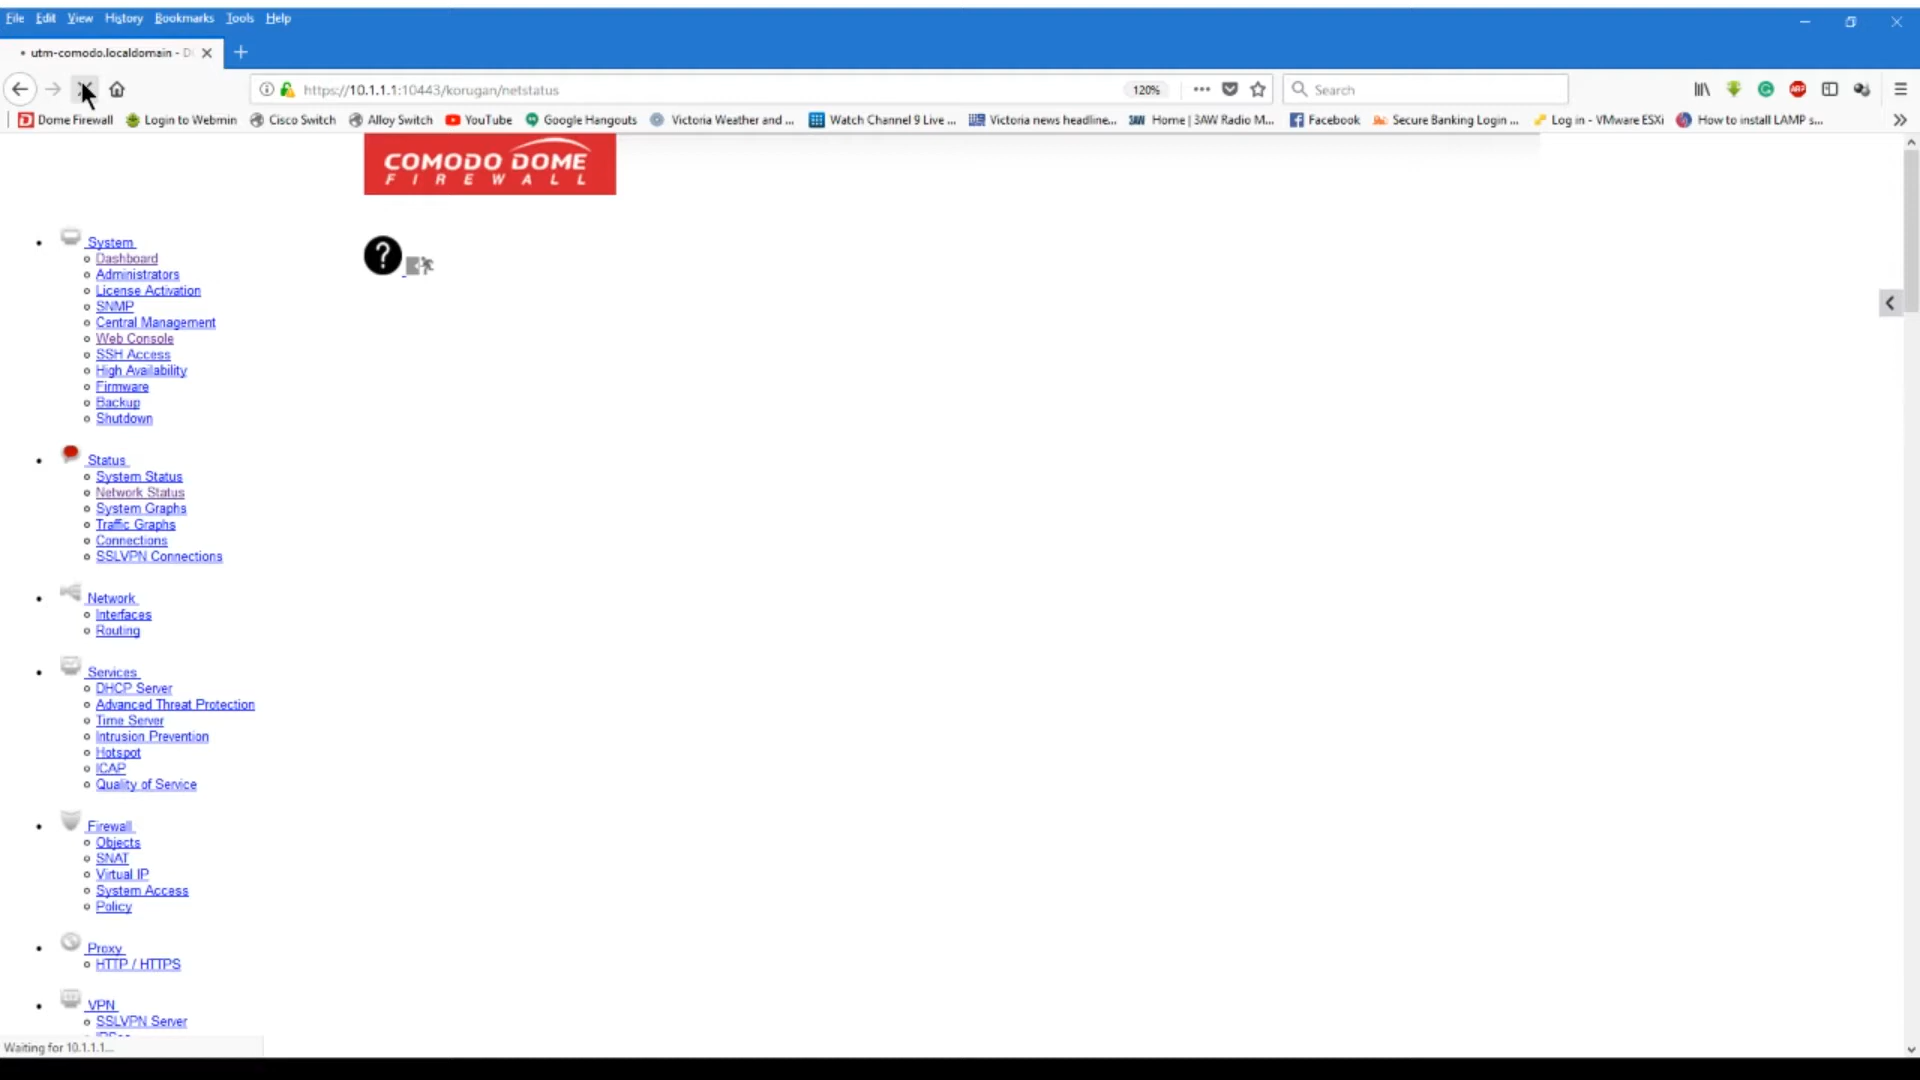 File Edit View History Bookmarks Tools Help
utm-comodo.localdomain - D
https://10.1.1.1:10443/korugan/netstatus 120% Search
Dome Firewall Login to Webmin Cisco Switch Alloy Switch YouTube Google Hangouts Victoria Weather and ... Watch Channel 9 Live ... Victoria news headline... 3AW Home | 3AW Radio M... Facebook Secure Banking Login ... Log in - VMware ESXi How to install LAMP s...
COMODO DOME
FIREWALL
?
System
Dashboard
Administrators
License Activation
SNMP
Central Management
Web Console
SSH Access
High Availability
Firmware
Backup
Shutdown
Status
System Status
Network Status
System Graphs
Traffic Graphs
Connections
SSLVPN Connections
Network
Interfaces
Routing
Services
DHCP Server
Advanced Threat Protection
Time Server
Intrusion Prevention
Hotspot
ICAP
Quality of Service
Firewall
Objects
SNAT
Virtual IP
System Access
Policy
Proxy
HTTP / HTTPS
VPN
SSLVPN Server
Waiting for 10.1.1.1...